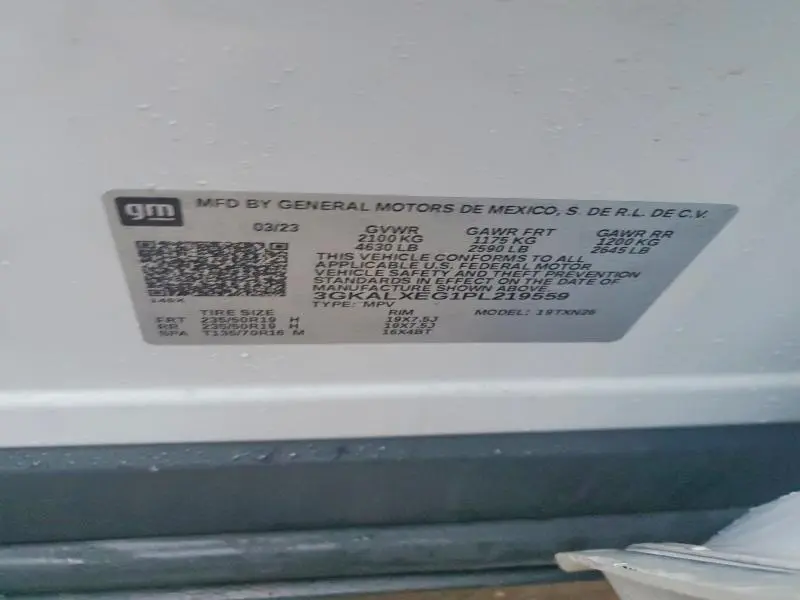 gm MFD BY GENERAL MOTORS DE MEXICO, S. DE R.L. DE C.V.
03/23 GVWR GAWR FRT GAWR RR
2100 KG 1175 KG 1200 KG
4630 LB 2590 LB 2645 LB
THIS VEHICLE CONFORMS TO ALL
APPLICABLE U.S. FEDERAL MOTOR
VEHICLE SAFETY AND THEFT PREVENTION
STANDARDS IN EFFECT ON THE DATE OF
MANUFACTURE SHOWN ABOVE.
3GKALXEG1PL219559
TYPE: MPV MODEL: 19TXN26
TIRE SIZE RIM
FRT 235/50R19 H 19X7.5J
RR 235/50R19 H 19X7.5J
SPA T135/70R16 M 16X4BT